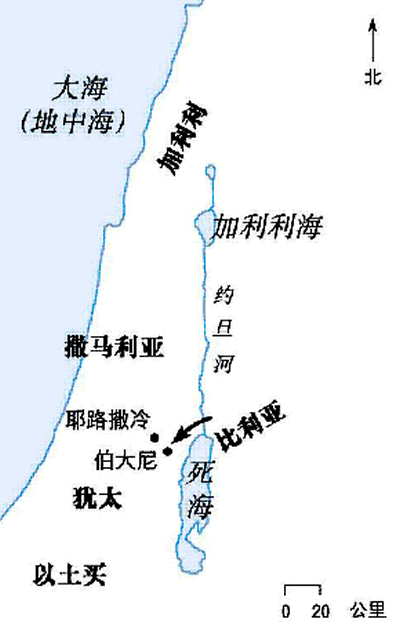 大海
(地中海)
北
加利利
加利利海
约
旦
河
撒马利亚
耶路撒冷
比利亚
伯大尼
死
海
犹太
以土买
0 20 公里